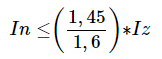 In ≤ (1,45/1,6) * Iz